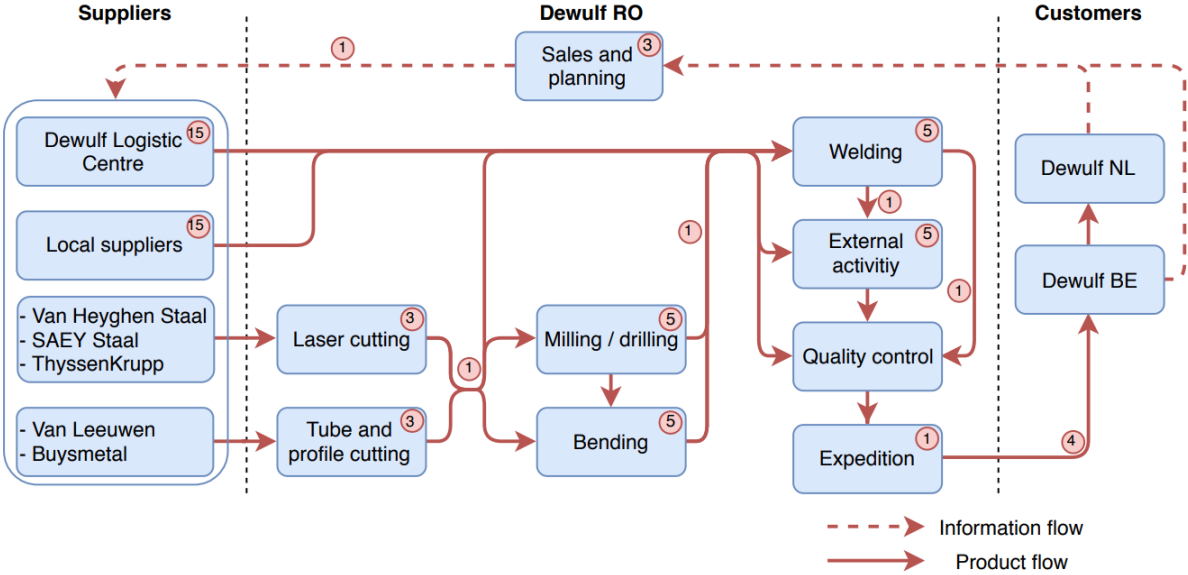 Suppliers
Dewulf RO
Customers
1
Sales and
planning
3
Dewulf Logistic
Centre
15
Local suppliers
15
- Van Heyghen Staal
- SAEY Staal
- ThyssenKrupp
- Van Leeuwen
- Buysmetal
Laser cutting
3
Tube and
profile cutting
3
1
Milling / drilling
5
Bending
5
1
Welding
5
1
External
activitiy
5
1
Quality control
Expedition
1
4
Dewulf NL
Dewulf BE
Information flow
Product flow